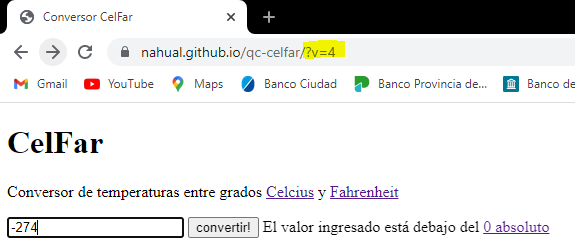 Conversor CelFar
nahual.github.io/qc-celfar/?v=4
Gmail YouTube Maps Banco Ciudad Banco Provincia de... Banco
CelFar
Conversor de temperaturas entre grados Celcius y Fahrenheit
-274 convertir! El valor ingresado está debajo del 0 absoluto